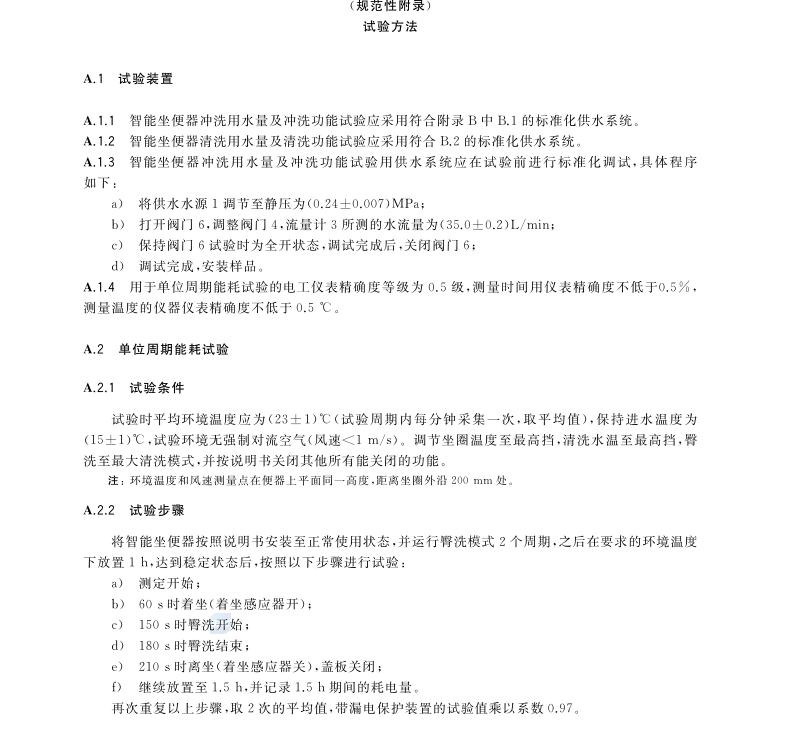 (规范性附录)
试验方法
A.1 试验装置
A.1.1 智能坐便器冲洗用水量及冲洗功能试验应采用符合附录 B 中 B.1 的标准化供水系统。
A.1.2 智能坐便器清洗用水量及清洗功能试验应采用符合 B.2 的标准化供水系统。
A.1.3 智能坐便器冲洗用水量及冲洗功能试验用供水系统应在试验前进行标准化调试,具体程序
如下:
a) 将供水水源 1 调节至静压为(0.24±0.007)MPa;
b) 打开阀门 6,调整阀门 4,流量计 3 所测的水流量为(35.0±0.2)L/min;
c) 保持阀门 6 试验时为全开状态,调试完成后,关闭阀门 6;
d) 调试完成,安装样品。
A.1.4 用于单位周期能耗试验的电工仪表精确度等级为 0.5 级,测量时间用仪表精确度不低于0.5%,
测量温度的仪器仪表精确度不低于 0.5 ℃。
A.2 单位周期能耗试验
A.2.1 试验条件
试验时平均环境温度应为(23±1)℃(试验周期内每分钟采集一次,取平均值),保持进水温度为
(15±1)℃,试验环境无强制对流空气(风速<1 m/s)。调节坐圈温度至最高挡,清洗水温至最高挡,臀
洗至最大清洗模式,并按说明书关闭其他所有能关闭的功能。
注:环境温度和风速测量点在便器上平面同一高度,距离坐圈外沿 200 mm 处。
A.2.2 试验步骤
将智能坐便器按照说明书安装至正常使用状态,并运行臀洗模式 2 个周期,之后在要求的环境温度
下放置 1 h,达到稳定状态后,按照以下步骤进行试验:
a) 测定开始;
b) 60 s 时着坐(着坐感应器开);
c) 150 s 时臀洗开始;
d) 180 s 时臀洗结束;
e) 210 s 时离坐(着坐感应器关),盖板关闭;
f) 继续放置至 1.5 h,并记录 1.5 h 期间的耗电量。
再次重复以上步骤,取 2 次的平均值,带漏电保护装置的试验值乘以系数 0.97。